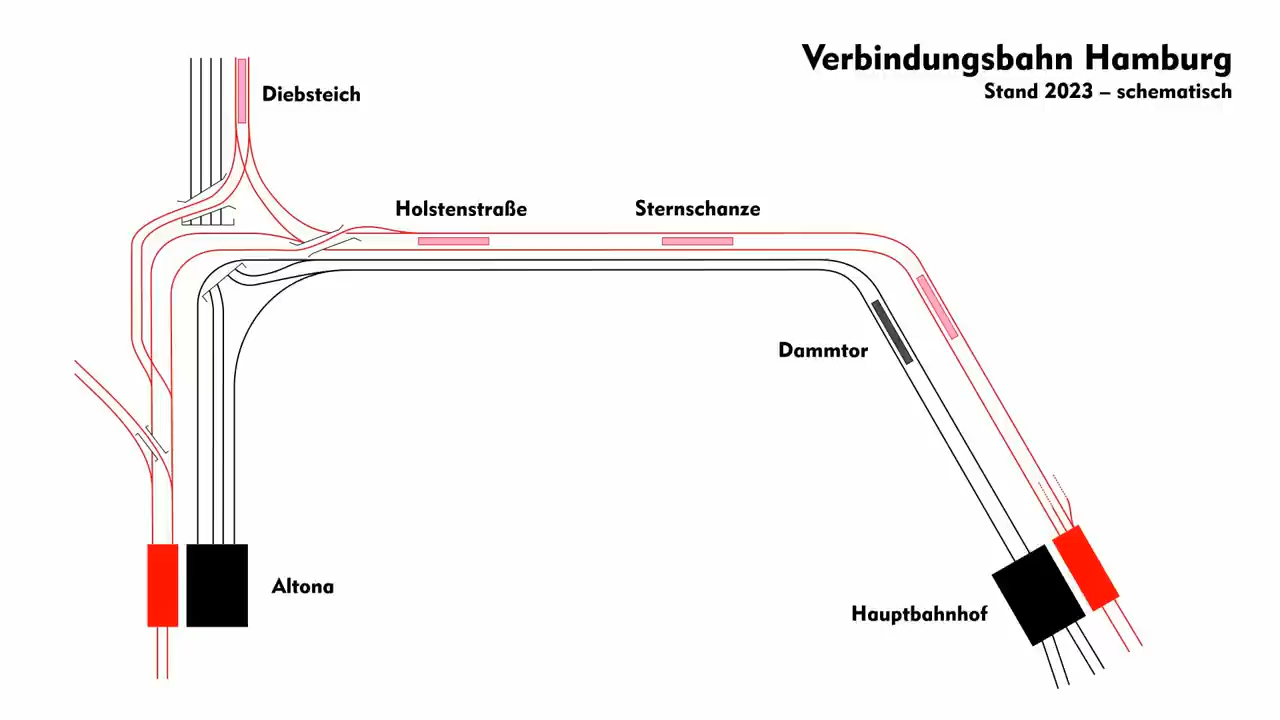 Verbindungsbahn Hamburg
Stand 2023 – schematisch
Diebsteich
Holstenstraße
Sternschanze
Dammtor
Altona
Hauptbahnhof